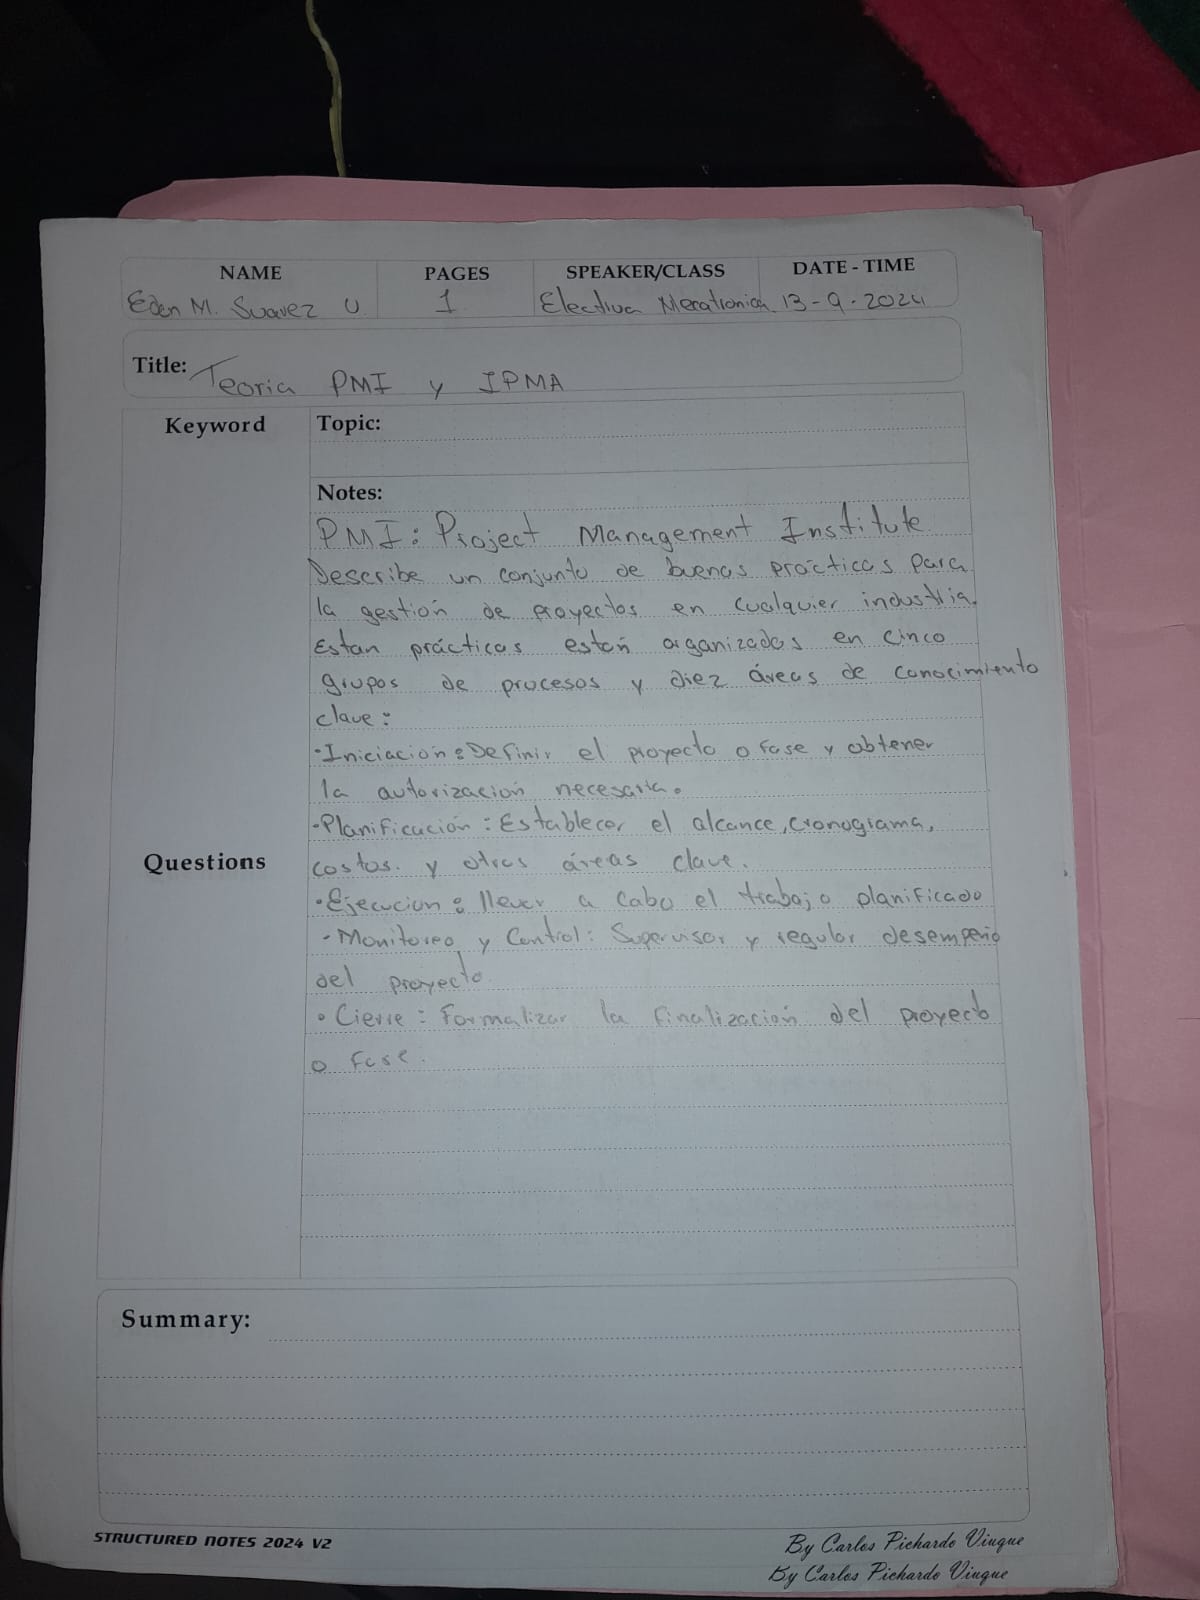 NAME PAGES SPEAKER/CLASS DATE - TIME
Eden M. Suarez U. 1 Electiva Mecatronica 13-9-2024
Title: Teoria PMI y IPMA
Keyword Topic:
Notes:
PMI: Project Management Institute
Describe un conjunto de buenas prácticas para
la gestión de proyectos en cualquier industria.
Estan prácticas están organizadas en cinco
grupos de procesos y diez áreas de conocimiento
clave:
·Iniciación: Definir el proyecto o fase y obtener
la autorización necesaria.
·Planificación: Establecer el alcance, cronograma,
Questions costos. y otras áreas clave.
·Ejecucion: llevar a cabo el trabajo planificado
·Monitoreo y Control: Supervisar y regular desempeño
del proyecto.
·Cierre: Formalizar la finalización del proyecto
o fase.
Summary:
STRUCTURED NOTES 2024 V2
By Carlos Pichardo Viuque
By Carlos Pichardo Viuque